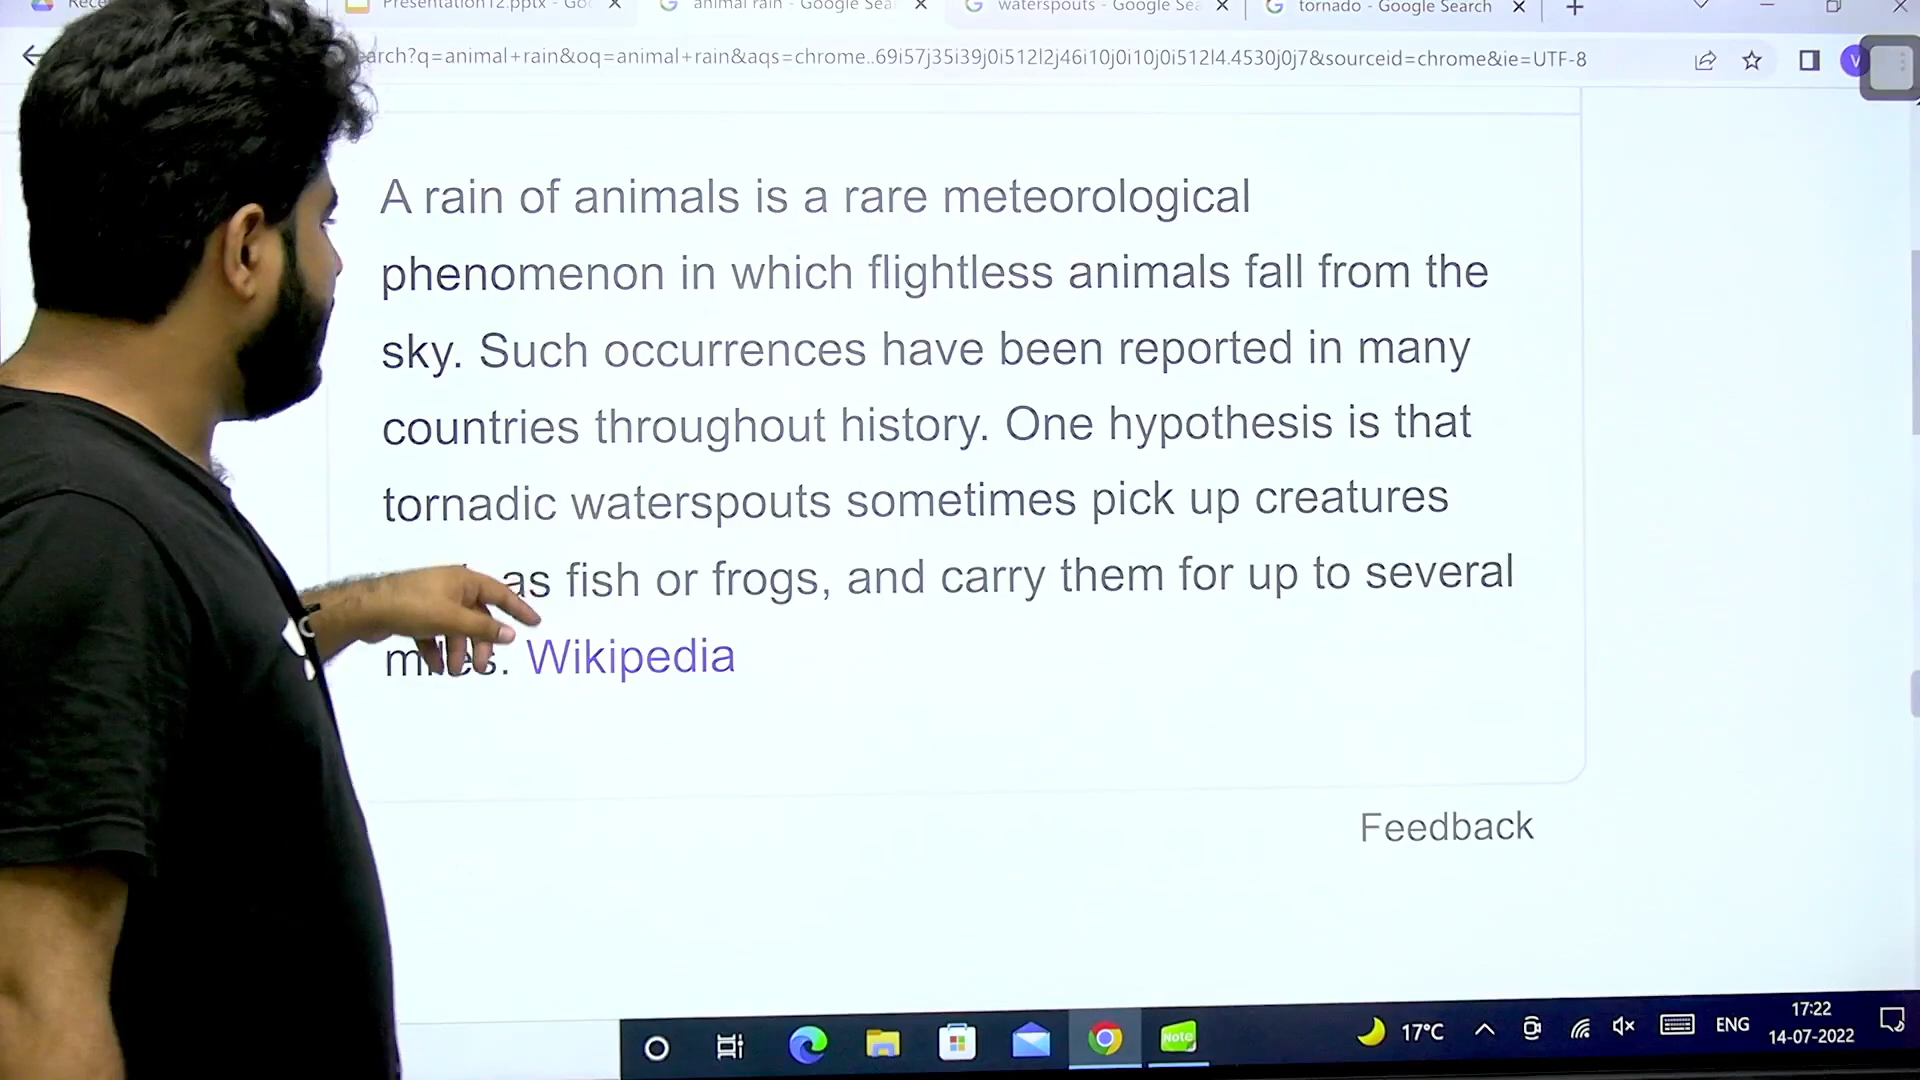 Presentation12.pptx - Go
animal rain - Google Sea
waterspouts - Google Sea
tornado - Google Search
arch?q=animal+rain&oq=animal+rain&aqs=chrome..69i57j35i39j0i512l2j46i10j0i10j0i512l4.4530j0j7&sourceid=chrome&ie=UTF-8
V
A rain of animals is a rare meteorological
phenomenon in which flightless animals fall from the
sky. Such occurrences have been reported in many
countries throughout history. One hypothesis is that
tornadic waterspouts sometimes pick up creatures
as fish or frogs, and carry them for up to several
miles. Wikipedia
Feedback
Note
17°C
ENG
17:22
14-07-2022